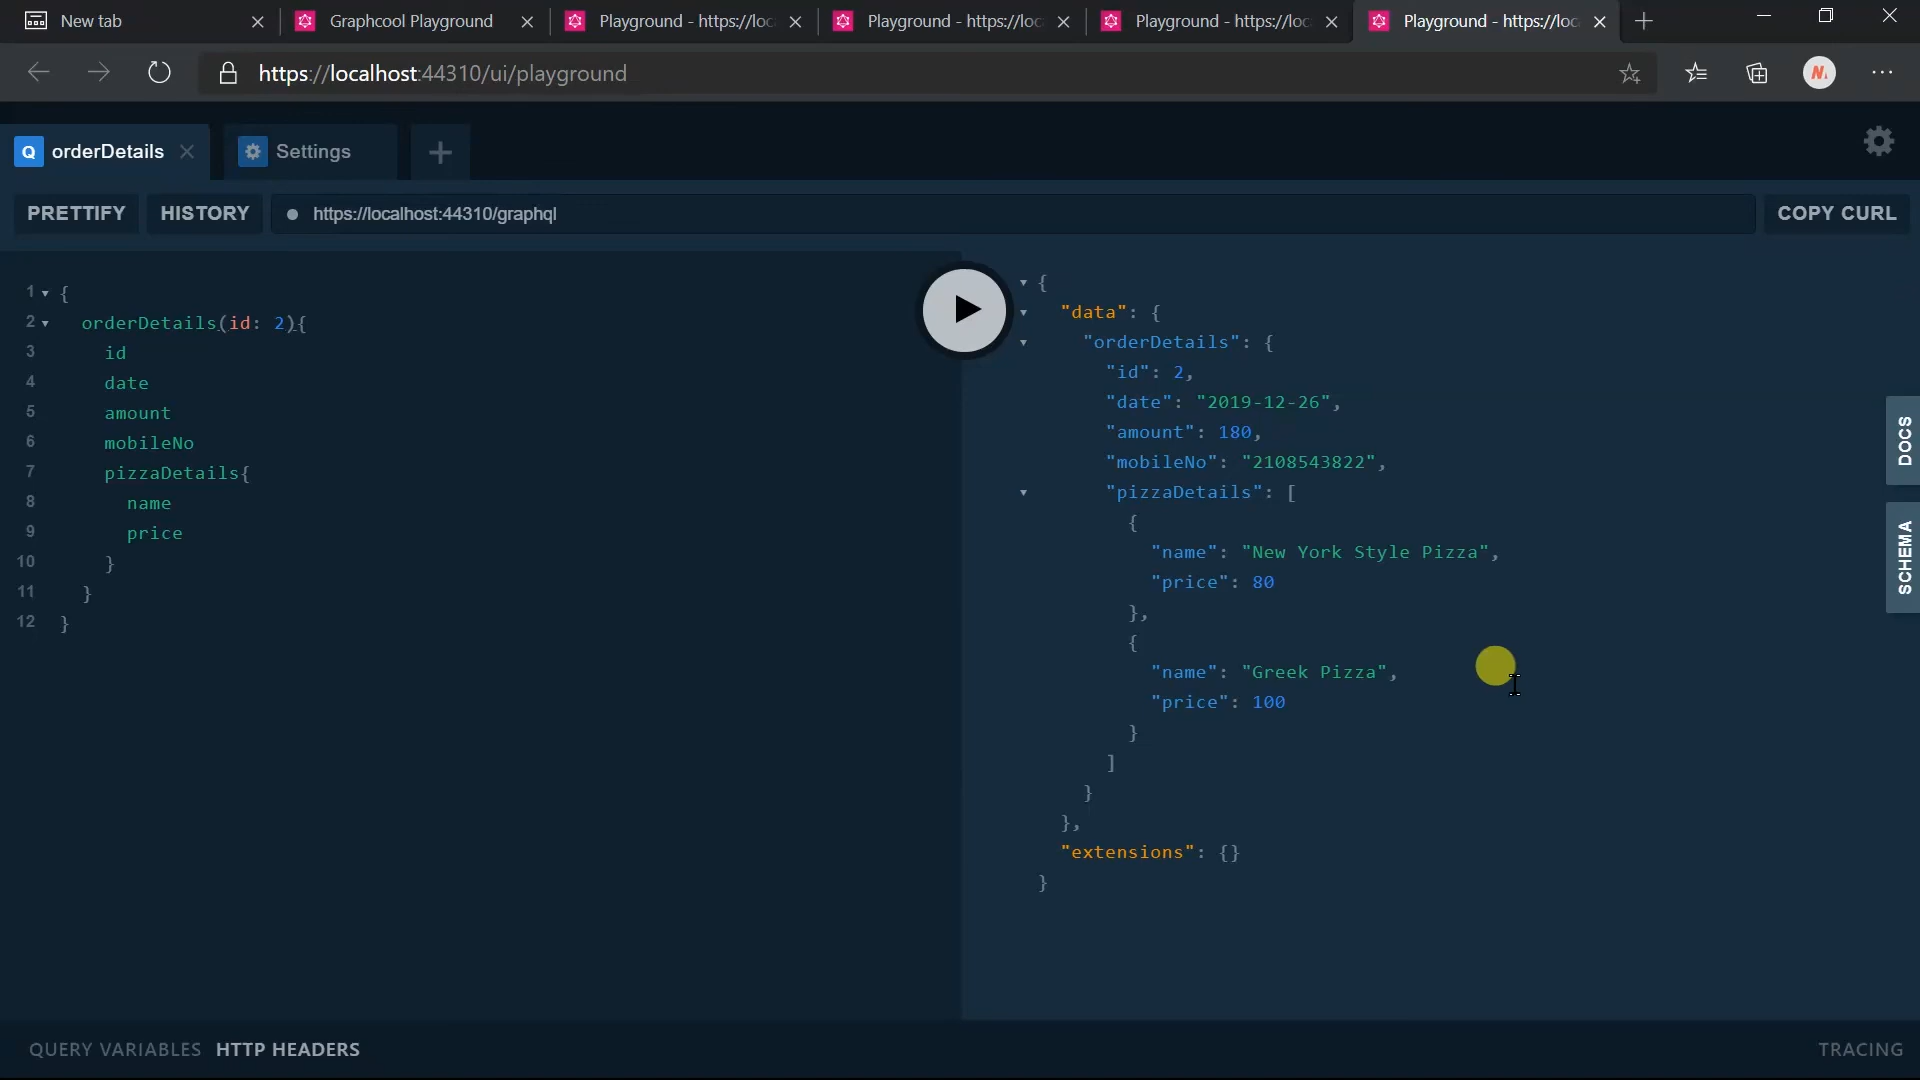 New tab
Graphcool Playground
Playground - https://loc
Playground - https://loc
Playground - https://loc
Playground - https://loc
https://localhost:44310/ui/playground
Q orderDetails
Settings
PRETTIFY
HISTORY
https://localhost:44310/graphql
COPY CURL
1 {
2 orderDetails(id: 2){
3 id
4 date
5 amount
6 mobileNo
7 pizzaDetails{
8 name
9 price
10 }
11 }
12 }
{
"data": {
"orderDetails": {
"id": 2,
"date": "2019-12-26",
"amount": 180,
"mobileNo": "2108543822",
"pizzaDetails": [
{
"name": "New York Style Pizza",
"price": 80
},
{
"name": "Greek Pizza",
"price": 100
}
]
}
},
"extensions": {}
}
DOCS
SCHEMA
QUERY VARIABLES
HTTP HEADERS
TRACING